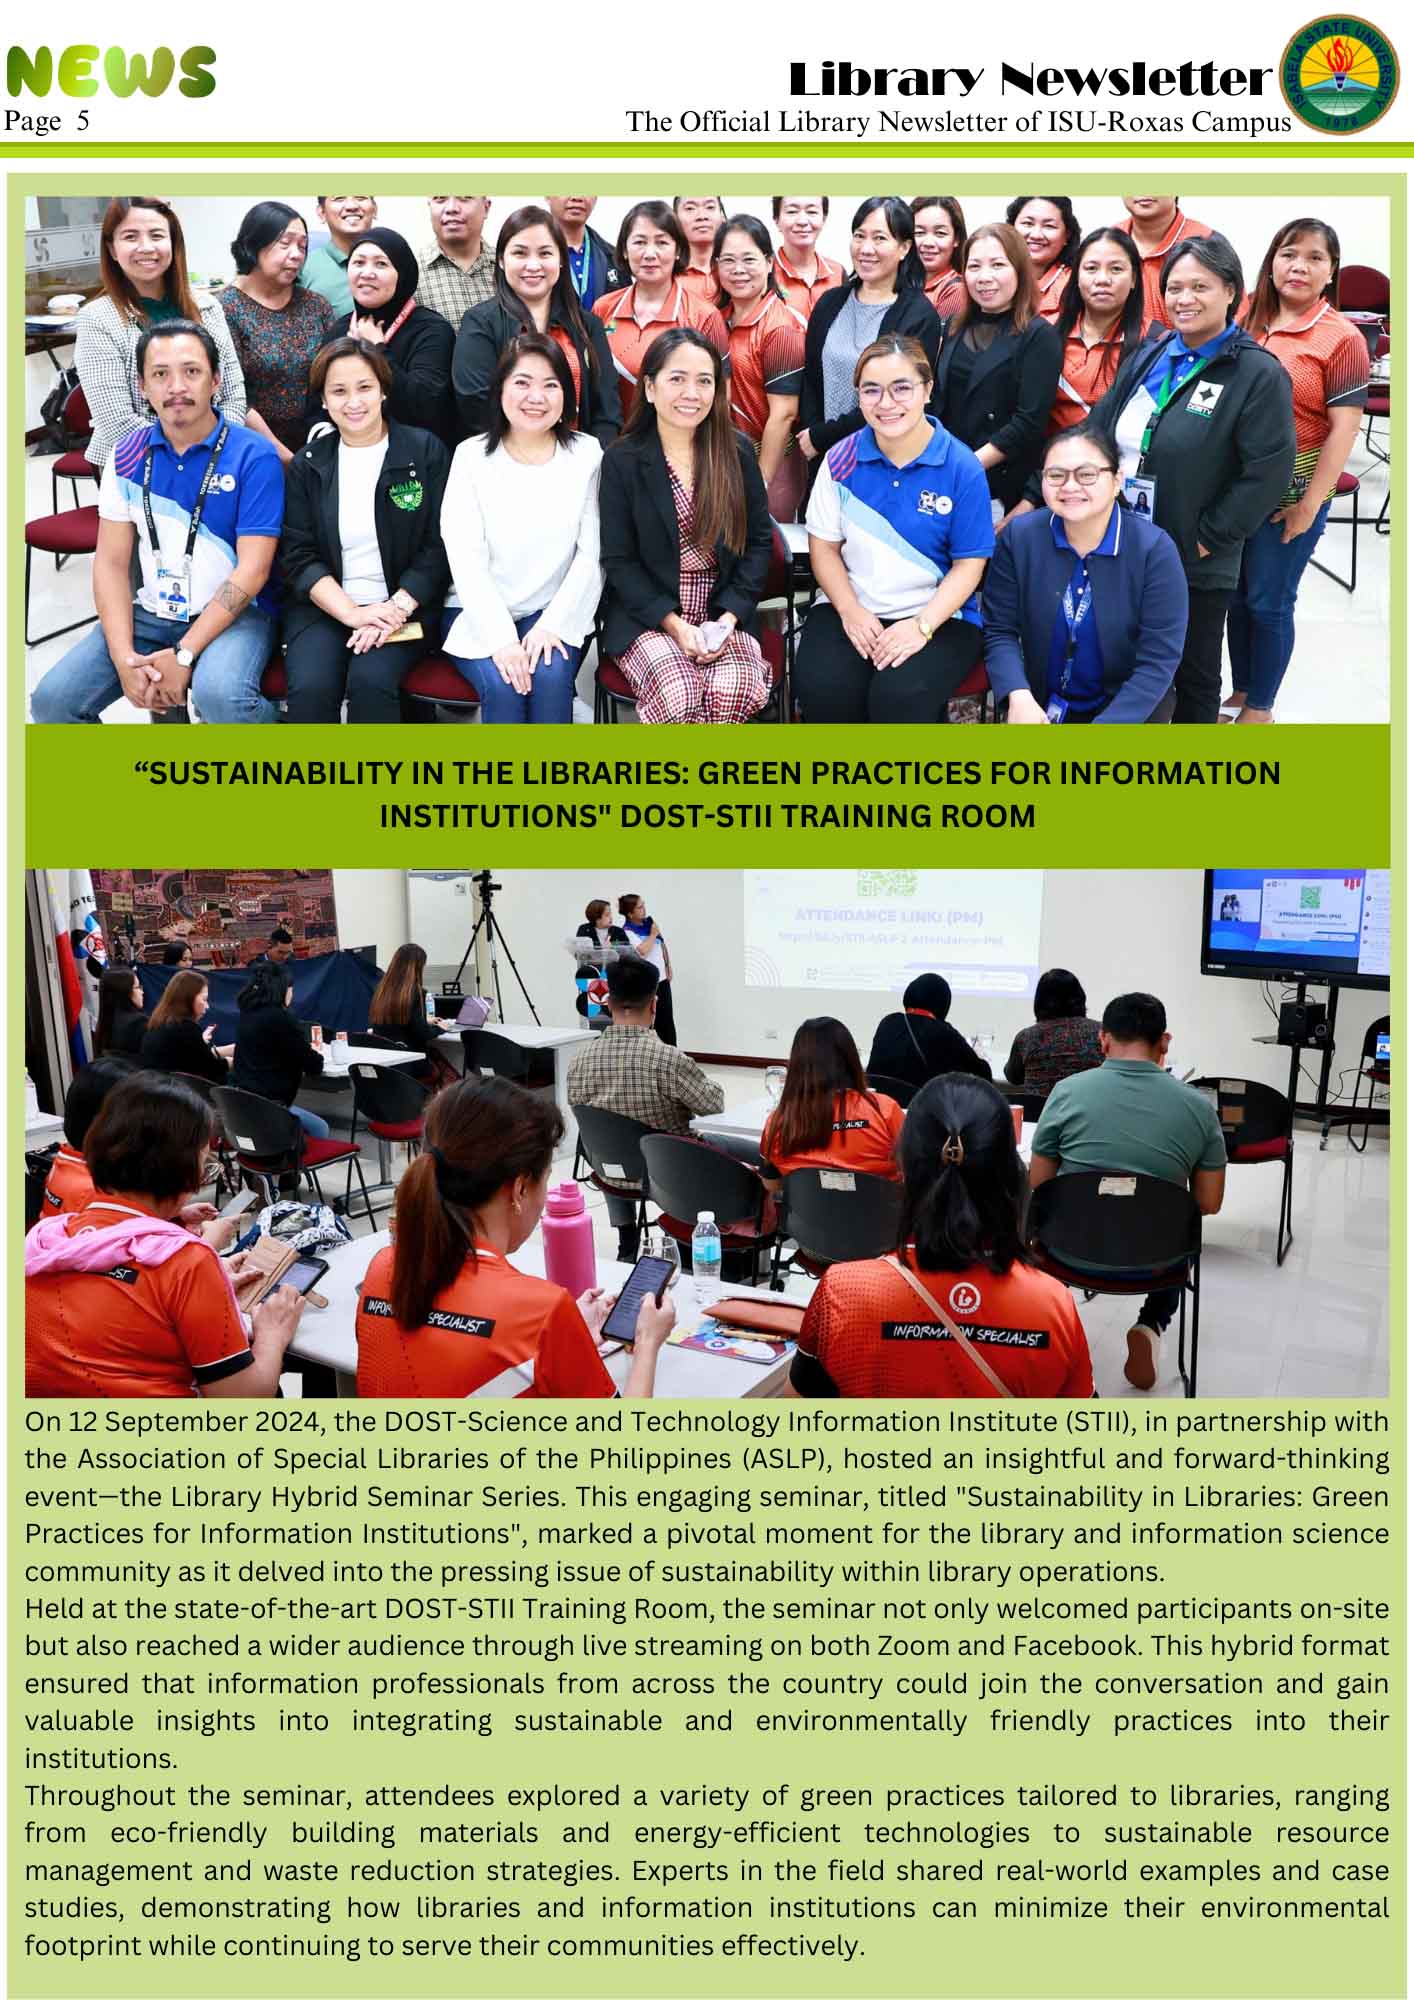 NEWS
Page 5
Library Newsletter
The Official Library Newsletter of ISU-Roxas Campus
ISABELA STATE UNIVERSITY
1978
DOSTV
RJ
“SUSTAINABILITY IN THE LIBRARIES: GREEN PRACTICES FOR INFORMATION
INSTITUTIONS" DOST-STII TRAINING ROOM
ATTENDANCE LINK! (PM)
ATTENDANCE LINK! (PM)
INFORMATION SPECIALIST
On 12 September 2024, the DOST-Science and Technology Information Institute (STII), in partnership with
the Association of Special Libraries of the Philippines (ASLP), hosted an insightful and forward-thinking
event—the Library Hybrid Seminar Series. This engaging seminar, titled "Sustainability in Libraries: Green
Practices for Information Institutions", marked a pivotal moment for the library and information science
community as it delved into the pressing issue of sustainability within library operations.
Held at the state-of-the-art DOST-STII Training Room, the seminar not only welcomed participants on-site
but also reached a wider audience through live streaming on both Zoom and Facebook. This hybrid format
ensured that information professionals from across the country could join the conversation and gain
valuable insights into integrating sustainable and environmentally friendly practices into their
institutions.
Throughout the seminar, attendees explored a variety of green practices tailored to libraries, ranging
from eco-friendly building materials and energy-efficient technologies to sustainable resource
management and waste reduction strategies. Experts in the field shared real-world examples and case
studies, demonstrating how libraries and information institutions can minimize their environmental
footprint while continuing to serve their communities effectively.